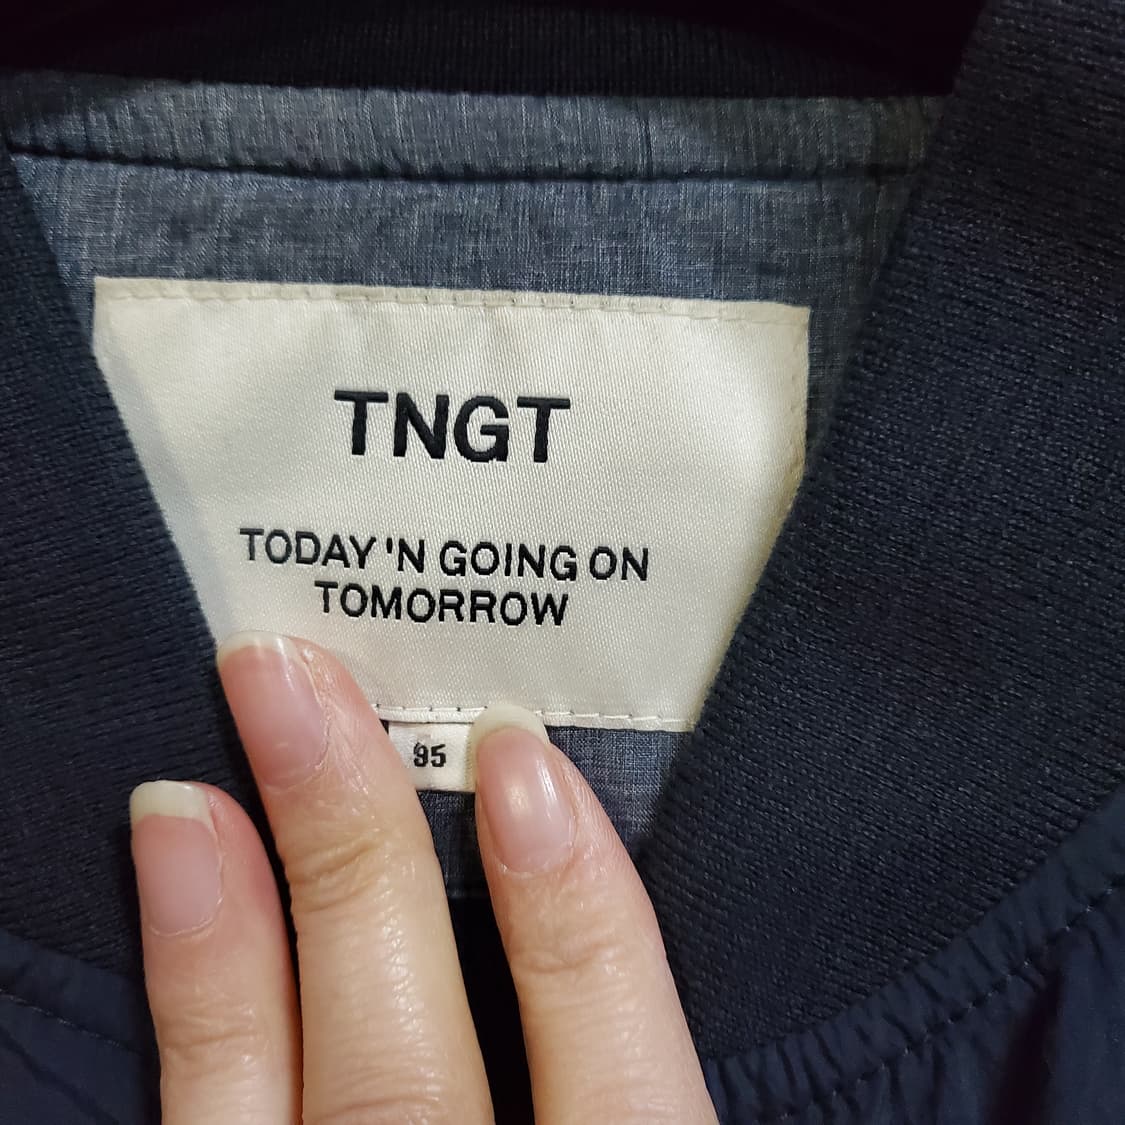 TNGT
TODAY 'N GOING ON
TOMORROW
95